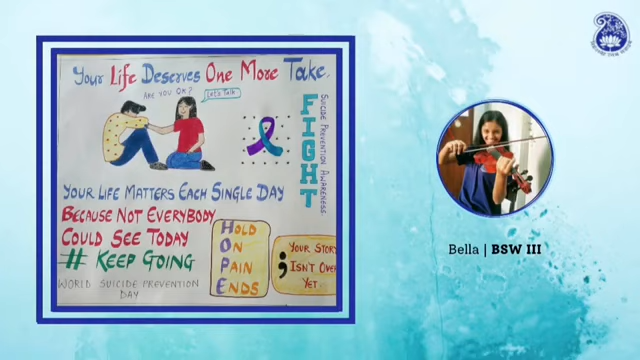 Your Life Deserves One More Take.
ARE YOU OK?
Let's Talk
FIGHT
SUICIDE PREVENTION AWARENESS
YOUR LIFE MATTERS EACH SINGLE DAY
BECAUSE NOT EVERYBODY
COULD SEE TODAY
# KEEP GOING
WORLD SUICIDE PREVENTION
DAY
HOLD
ON
PAIN
ENDS
; YOUR STORY
ISN'T OVER
YET
Bella | BSW III